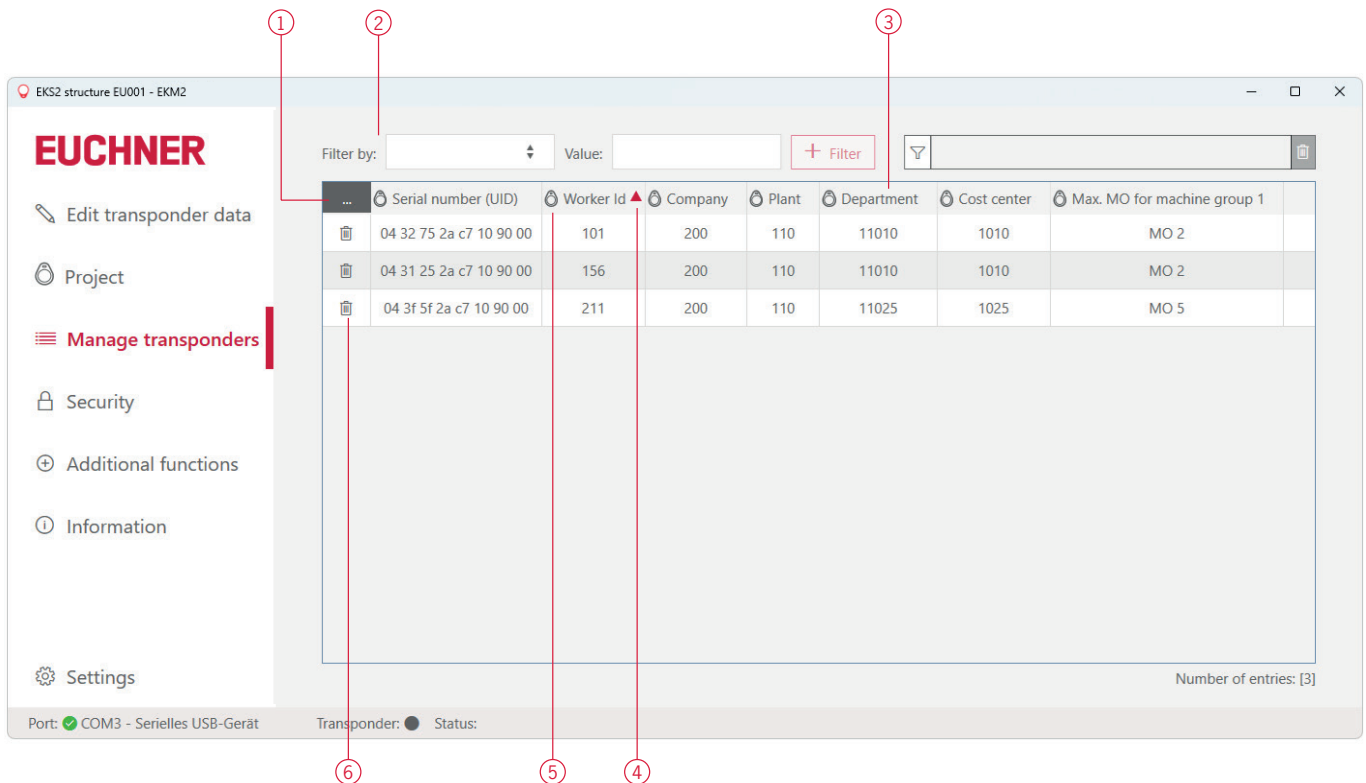 1 2 3
EKS2 structure EU001 - EKM2
EUCHNER
Filter by: Value: + Filter
... Serial number (UID) Worker Id Company Plant Department Cost center Max. MO for machine group 1
04 32 75 2a c7 10 90 00 101 200 110 11010 1010 MO 2
04 31 25 2a c7 10 90 00 156 200 110 11010 1010 MO 2
04 3f 5f 2a c7 10 90 00 211 200 110 11025 1025 MO 5
Edit transponder data
Project
Manage transponders
Security
Additional functions
Information
Settings
Number of entries: [3]
Port: COM3 - Serielles USB-Gerät Transponder: Status:
6 5 4